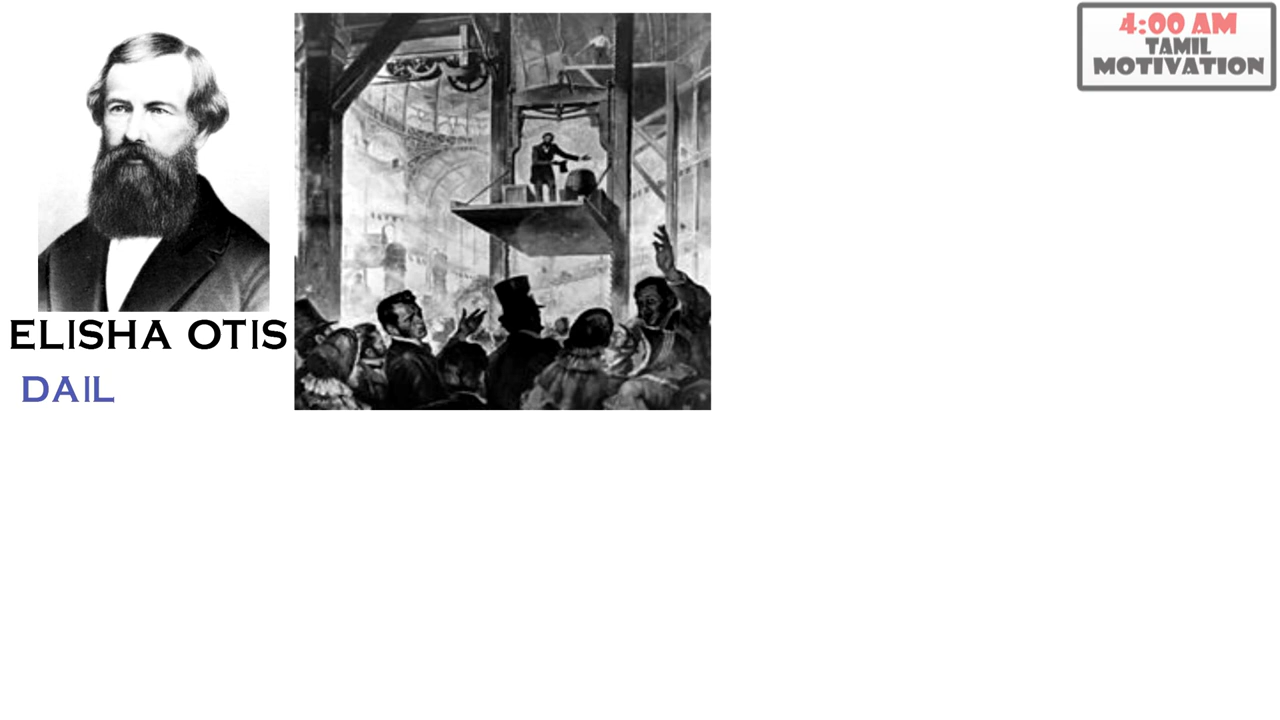 4:00 AM
TAMIL
MOTIVATION
ELISHA OTIS
DAIL